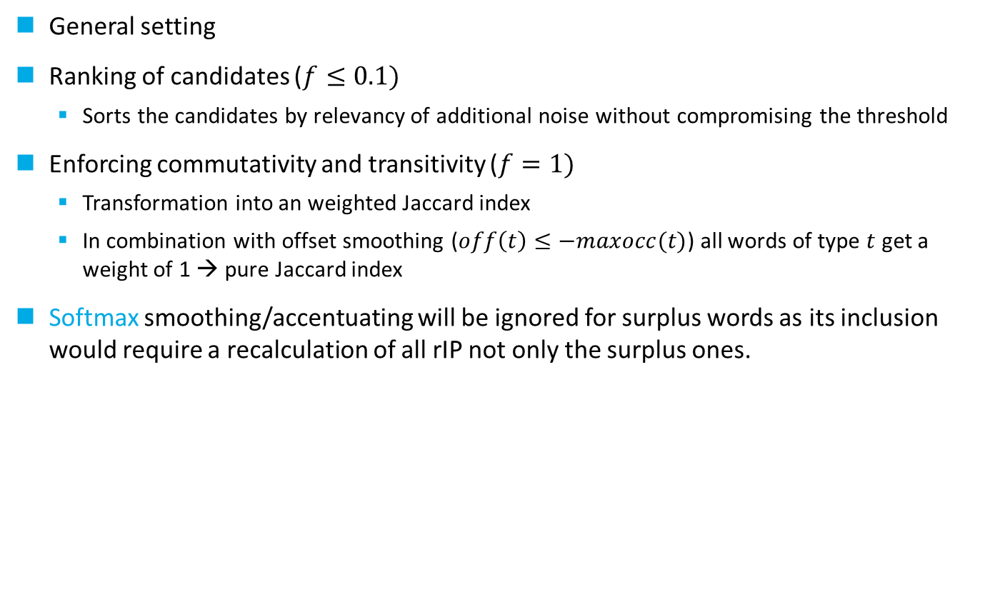 General setting
Ranking of candidates (𝑓 ≤ 0.1)
Sorts the candidates by relevancy of additional noise without compromising the threshold
Enforcing commutativity and transitivity (𝑓 = 1)
Transformation into an weighted Jaccard index
In combination with offset smoothing (𝑜𝑓𝑓(𝑡) ≤ −𝑚𝑎𝑥𝑜𝑐𝑐(𝑡)) all words of type 𝑡 get a
weight of 1 → pure Jaccard index
Softmax smoothing/accentuating will be ignored for surplus words as its inclusion
would require a recalculation of all rIP not only the surplus ones.